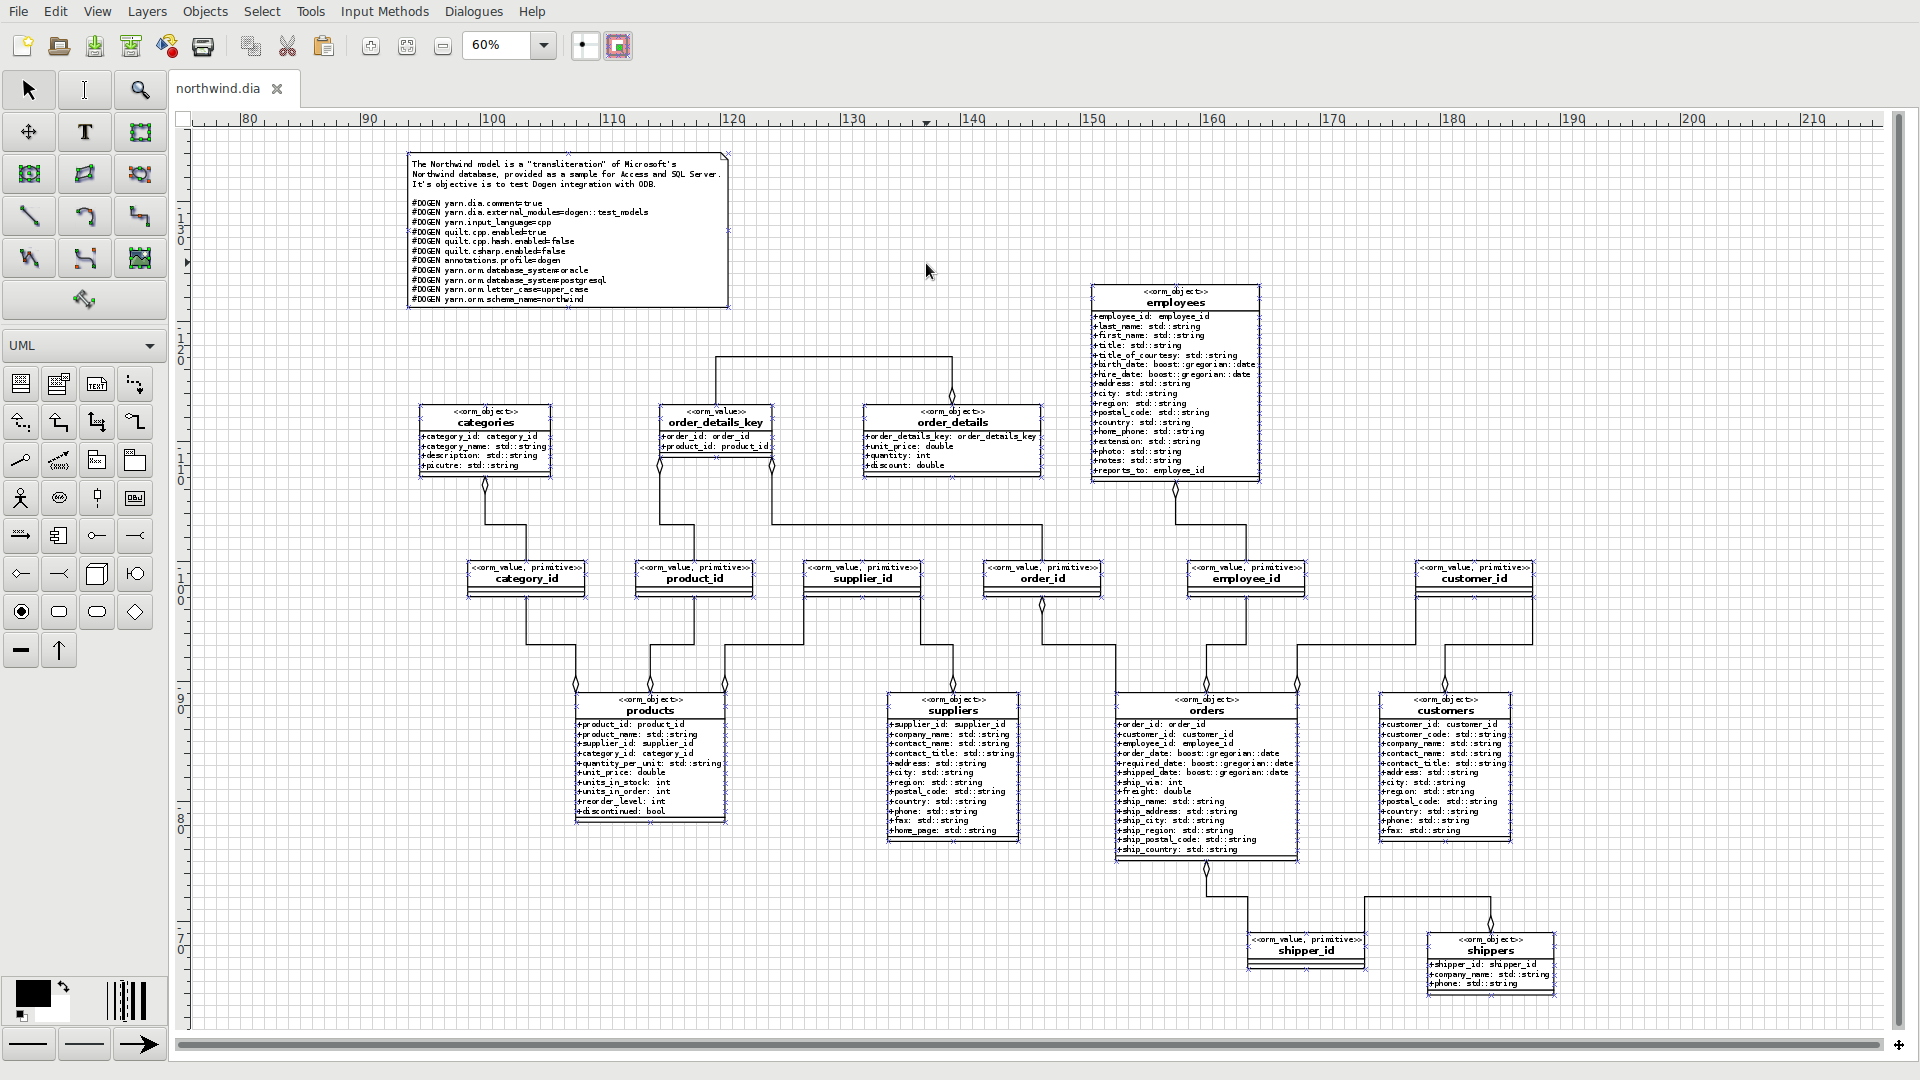 File Edit View Layers Objects Select Tools Input Methods Dialogues Help
60%
northwind.dia
80 90 100 110 120 130 140 150 160 170 180 190 200 210
The Northwind model is a "transliteration" of Microsoft's
Northwind database, provided as a sample for Access and SQL Server.
It's objective is to test Dogen integration with ODB.
#DOGEN yarn.dia.comment=true
#DOGEN yarn.dia.external_modules=dogen::test_models
#DOGEN yarn.input_language=cpp
#DOGEN quilt.cpp.enabled=true
#DOGEN quilt.cpp.hash.enabled=false
#DOGEN quilt.csharp.enabled=false
#DOGEN annotations.profile=dogen
#DOGEN yarn.orm.database_system=oracle
#DOGEN yarn.orm.database_system=postgresql
#DOGEN yarn.orm.letter_case=upper_case
#DOGEN yarn.orm.schema_name=northwind
UML
-130
-120
-110
-100
-90
-80
-70
T
TEXT
OBJ
<<orm_object>>
employees
+employee_id: employee_id
+last_name: std::string
+first_name: std::string
+title: std::string
+title_of_courtesy: std::string
+birth_date: boost::gregorian::date
+hire_date: boost::gregorian::date
+address: std::string
+city: std::string
+region: std::string
+postal_code: std::string
+country: std::string
+home_phone: std::string
+extension: std::string
+photo: std::string
+notes: std::string
+reports_to: employee_id
<<orm_object>>
categories
+category_id: category_id
+category_name: std::string
+description: std::string
+picutre: std::string
<<orm_value>>
order_details_key
+order_id: order_id
+product_id: product_id
<<orm_object>>
order_details
+order_details_key: order_details_key
+unit_price: double
+quantity: int
+discount: double
<<orm_value, primitive>>
category_id
<<orm_value, primitive>>
product_id
<<orm_value, primitive>>
supplier_id
<<orm_value, primitive>>
order_id
<<orm_value, primitive>>
employee_id
<<orm_value, primitive>>
customer_id
<<orm_object>>
products
+product_id: product_id
+product_name: std::string
+supplier_id: supplier_id
+category_id: category_id
+quantity_per_unit: std::string
+unit_price: double
+units_in_stock: int
+units_in_order: int
+reorder_level: int
+discontinued: bool
<<orm_object>>
suppliers
+supplier_id: supplier_id
+company_name: std::string
+contact_name: std::string
+contact_title: std::string
+address: std::string
+city: std::string
+region: std::string
+postal_code: std::string
+country: std::string
+phone: std::string
+fax: std::string
+home_page: std::string
<<orm_object>>
orders
+order_id: order_id
+customer_id: customer_id
+employee_id: employee_id
+order_date: boost::gregorian::date
+required_date: boost::gregorian::date
+shipped_date: boost::gregorian::date
+ship_via: int
+freight: double
+ship_name: std::string
+ship_address: std::string
+ship_city: std::string
+ship_region: std::string
+ship_postal_code: std::string
+ship_country: std::string
<<orm_object>>
customers
+customer_id: customer_id
+customer_code: std::string
+company_name: std::string
+contact_name: std::string
+contact_title: std::string
+address: std::string
+city: std::string
+region: std::string
+postal_code: std::string
+country: std::string
+phone: std::string
+fax: std::string
<<orm_value, primitive>>
shipper_id
<<orm_object>>
shippers
+shipper_id: shipper_id
+company_name: std::string
+phone: std::string